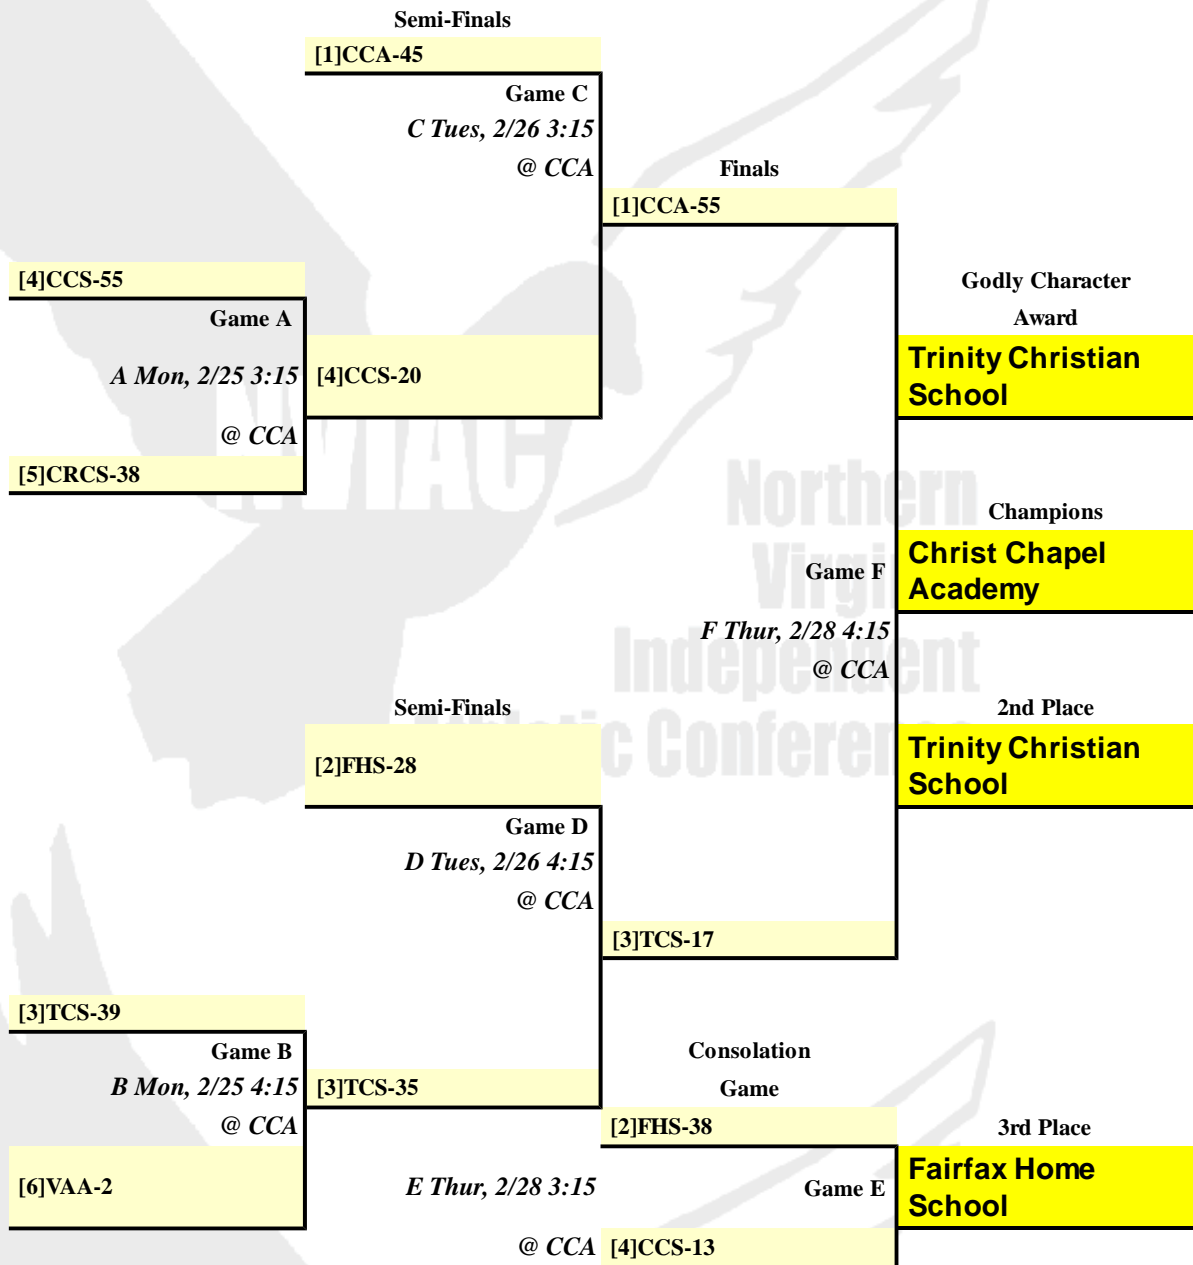 Semi-Finals
[1]CCA-45
Game C
C Tues, 2/26 3:15
@ CCA
Finals
[1]CCA-55
[4]CCS-55
Game A
A Mon, 2/25 3:15
[4]CCS-20
@ CCA
[5]CRCS-38
Godly Character
Award
Trinity Christian
School
NVIAC
Northern
Virgi
Independent
c Conferen
Champions
Christ Chapel
Academy
Game F
F Thur, 2/28 4:15
@ CCA
Semi-Finals
[2]FHS-28
2nd Place
Trinity Christian
School
Game D
D Tues, 2/26 4:15
@ CCA
[3]TCS-17
[3]TCS-39
Game B
B Mon, 2/25 4:15
[3]TCS-35
@ CCA
[6]VAA-2
Consolation
Game
[2]FHS-38
3rd Place
E Thur, 2/28 3:15
Game E
Fairfax Home
School
@ CCA
[4]CCS-13